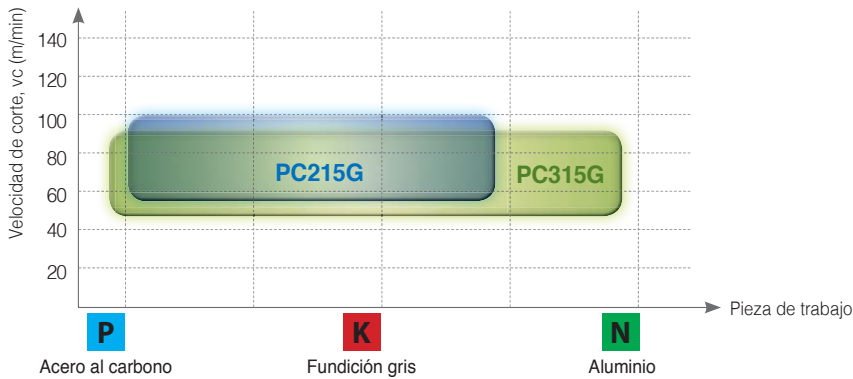 Velocidad de corte, vc (m/min)
140
120
100
80
60
40
20
PC215G
PC315G
Pieza de trabajo
P
K
N
Acero al carbono
Fundición gris
Aluminio